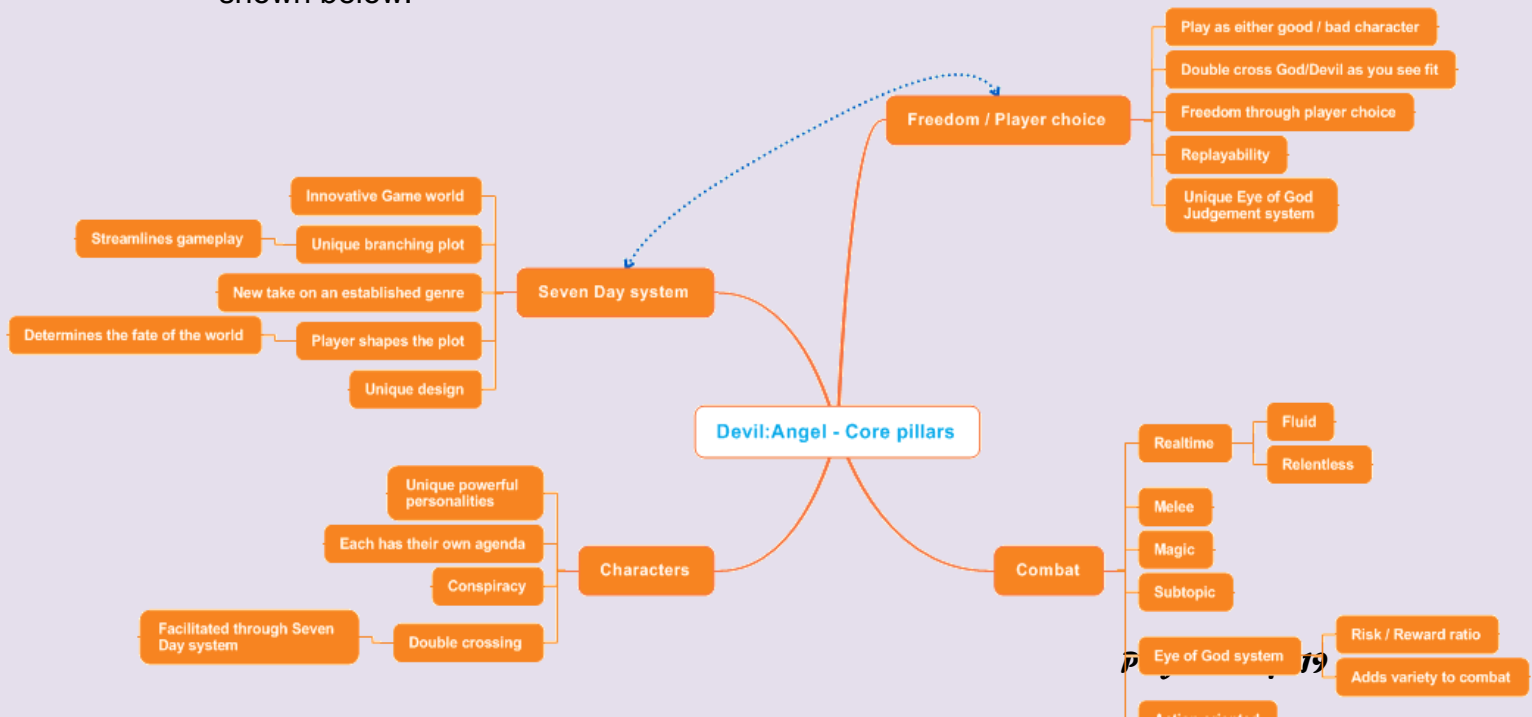 shown below.
Play as either good / bad character
Double cross God/Devil as you see fit
Freedom / Player choice
Freedom through player choice
Replayability
Unique Eye of God
Judgement system
Seven Day system
Innovative Game world
Unique branching plot
Streamlines gameplay
New take on an established genre
Player shapes the plot
Determines the fate of the world
Unique design
Devil:Angel - Core pillars
Characters
Unique powerful
personalities
Each has their own agenda
Conspiracy
Double crossing
Facilitated through Seven
Day system
Combat
Realtime
Fluid
Relentless
Melee
Magic
Subtopic
Eye of God system
Risk / Reward ratio
Adds variety to combat
19